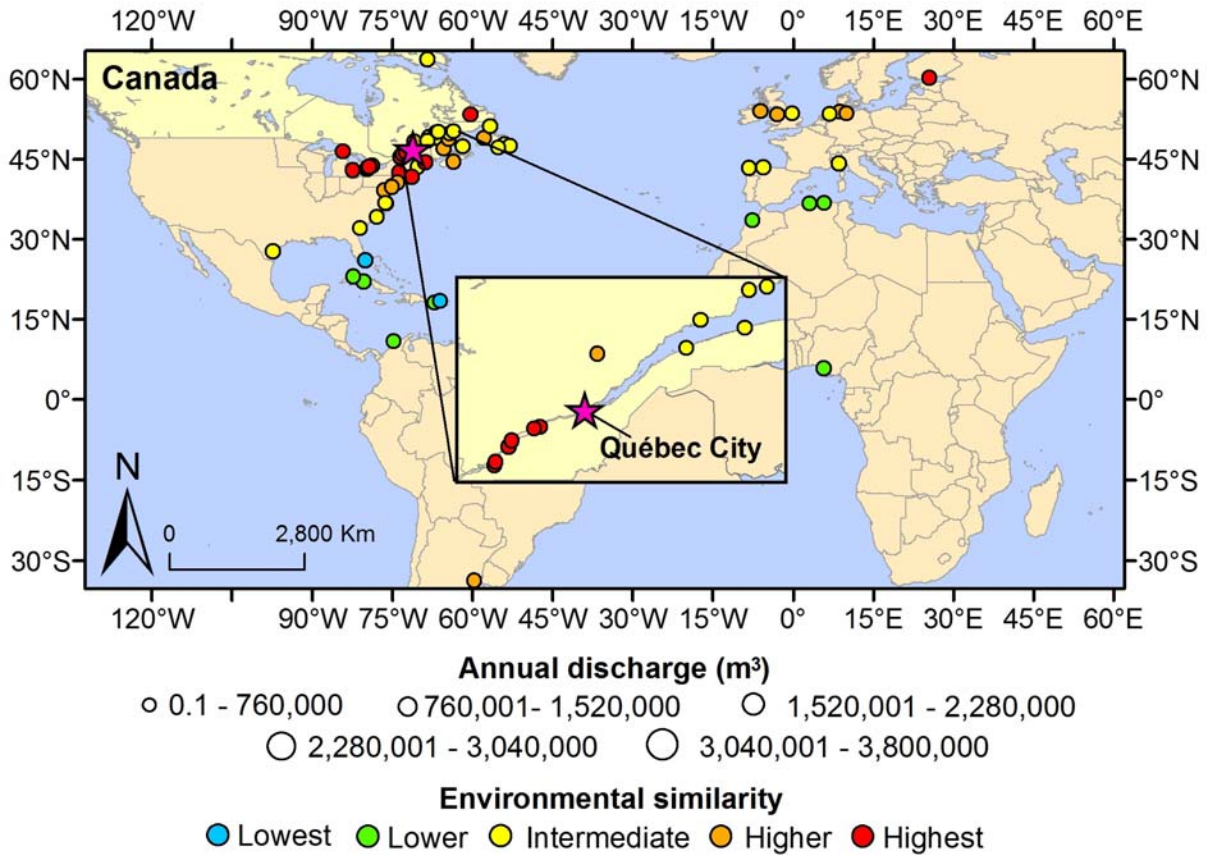 120°W 90°W 75°W 60°W 45°W 30°W 15°W 0° 15°E 30°E 45°E 60°E
Canada
60°N 60°N
45°N 45°N
30°N 30°N
15°N 15°N
0° 0°
Québec City
N
15°S 15°S
0 2,800 Km
30°S 30°S
120°W 90°W 75°W 60°W 45°W 30°W 15°W 0° 15°E 30°E 45°E 60°E
Annual discharge (m³)
0.1 - 760,000 760,001- 1,520,000 1,520,001 - 2,280,000
2,280,001 - 3,040,000 3,040,001 - 3,800,000
Environmental similarity
Lowest Lower Intermediate Higher Highest